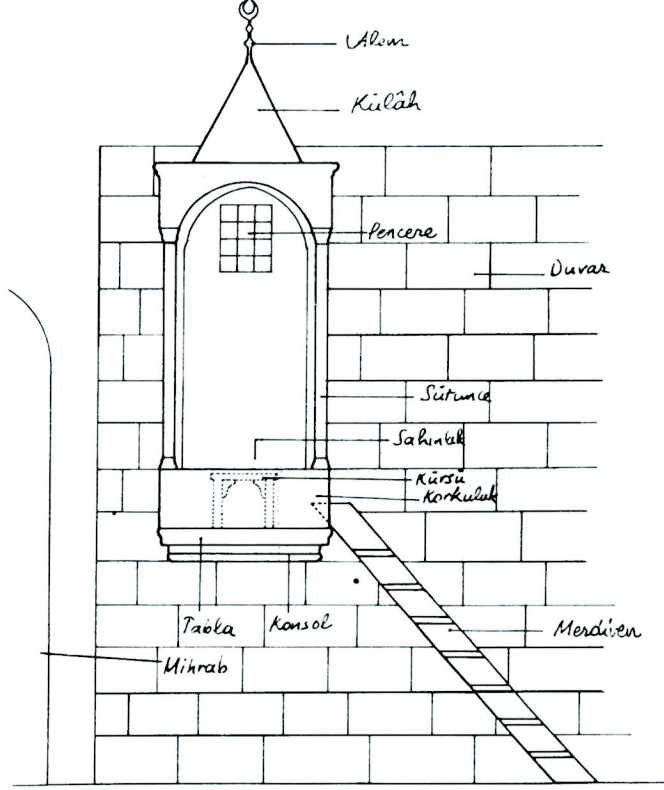 Alem
Külâh
Pencere
Duvar
Sütunce
Sahınlık
Kürsü
Korkuluk
Tabla
Konsol
Merdiven
Mihrab